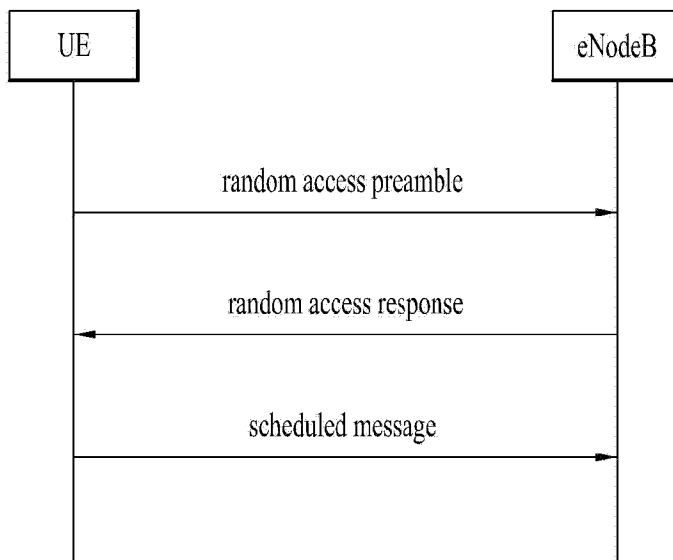 UE
eNodeB
random access preamble
random access response
scheduled message